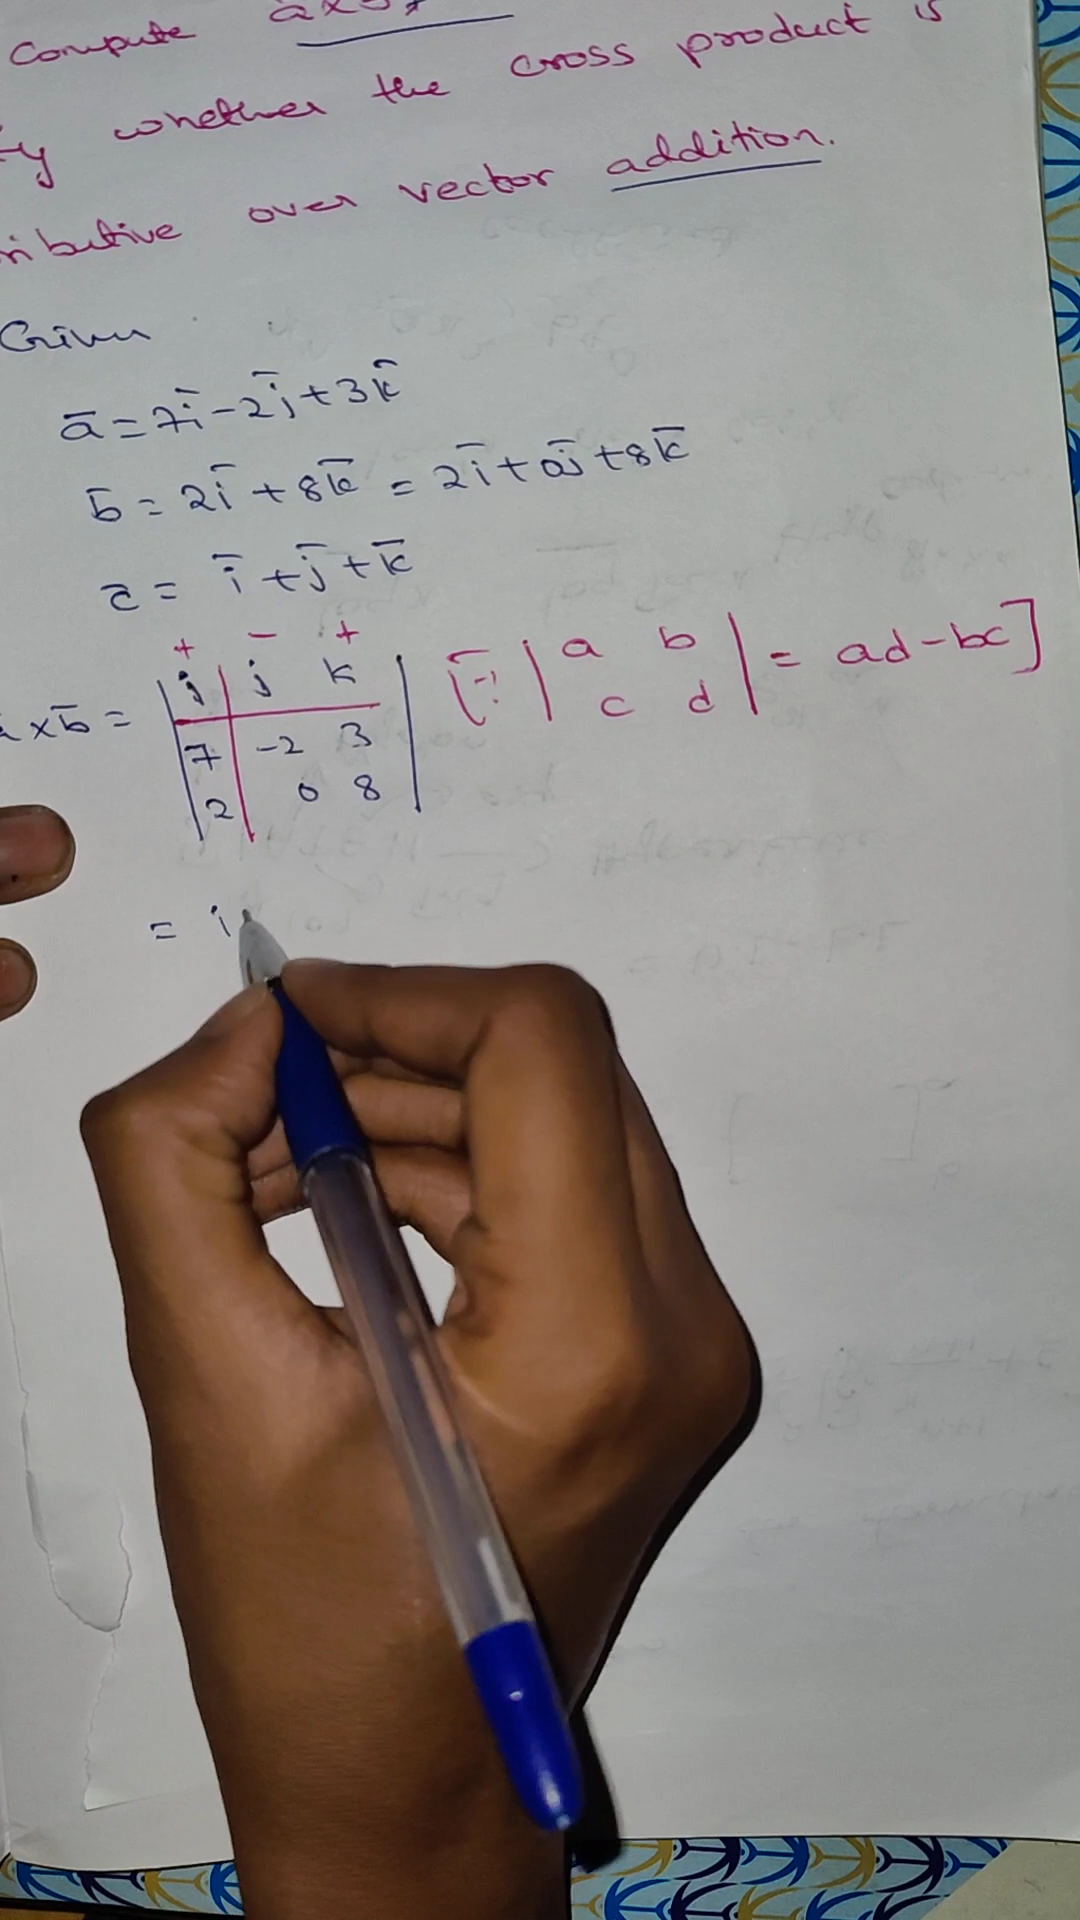 Compute a̅×b̅,
whether the cross product is
over vector addition.
Given
a̅ = 7i̅ - 2j̅ + 3k̅
b̅ = 2i̅ + 8k̅ = 2i̅ + 0j̅ + 8k̅
c̅ = i̅ + j̅ + k̅
+ - +
×b̅ = | i j k | [∵ | a b | = ad - bc]
7 -2 3 c d
2 0 8
= i